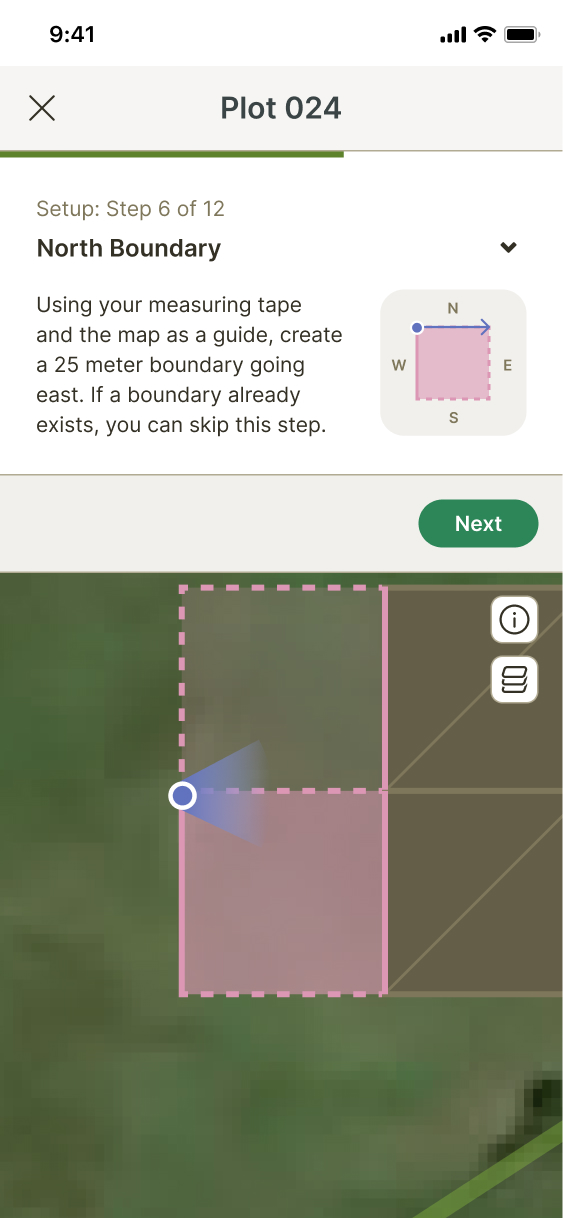 9:41
Plot 024
Setup: Step 6 of 12
North Boundary
Using your measuring tape
and the map as a guide, create
a 25 meter boundary going
east. If a boundary already
exists, you can skip this step.
N
W
E
S
Next